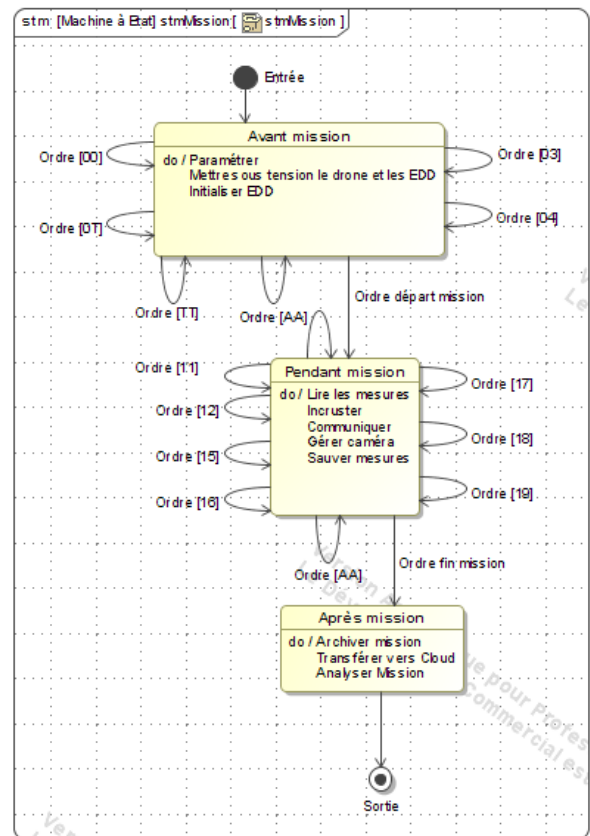 stm [Machine à Etat] stmMission [ stmMission ]
Entrée
Avant mission
do / Paramétrer
Mettres ous tension le drone et les EDD
Initialiser EDD
Ordre [00]
Ordre [03]
Ordre [0T]
Ordre [04]
Ordre [TT]
Ordre [AA]
Ordre départ mission
Pendant mission
do / Lire les mesures
Incruster
Communiquer
Gérer caméra
Sauver mesures
Ordre [11]
Ordre [12]
Ordre [15]
Ordre [16]
Ordre [17]
Ordre [18]
Ordre [19]
Ordre [AA]
Ordre fin mission
Après mission
do / Archiver mission
Transférer vers Cloud
Analyser Mission
Sortie